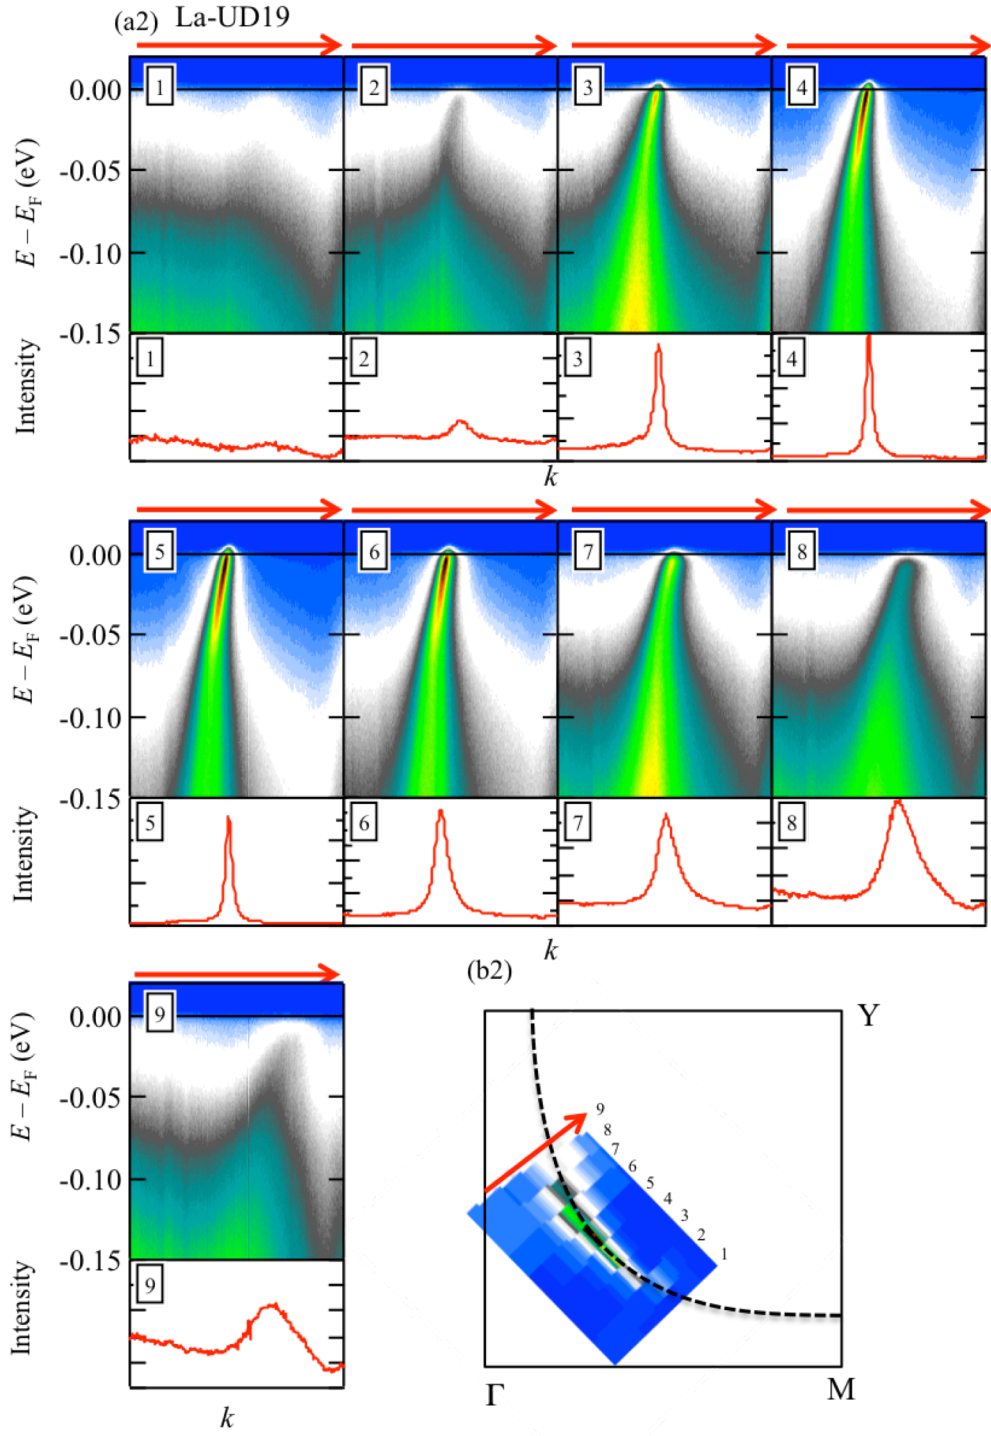 (a2) La-UD19
1 2 3 4
0.00
-0.05
-0.10
-0.15
E − E_F (eV)
1 2 3 4
Intensity
k
5 6 7 8
0.00
-0.05
-0.10
-0.15
E − E_F (eV)
5 6 7 8
Intensity
k
(b2)
9
0.00
-0.05
-0.10
-0.15
E − E_F (eV)
9
Intensity
k
Y
9
8
7
6
5
4
3
2
1
Γ M